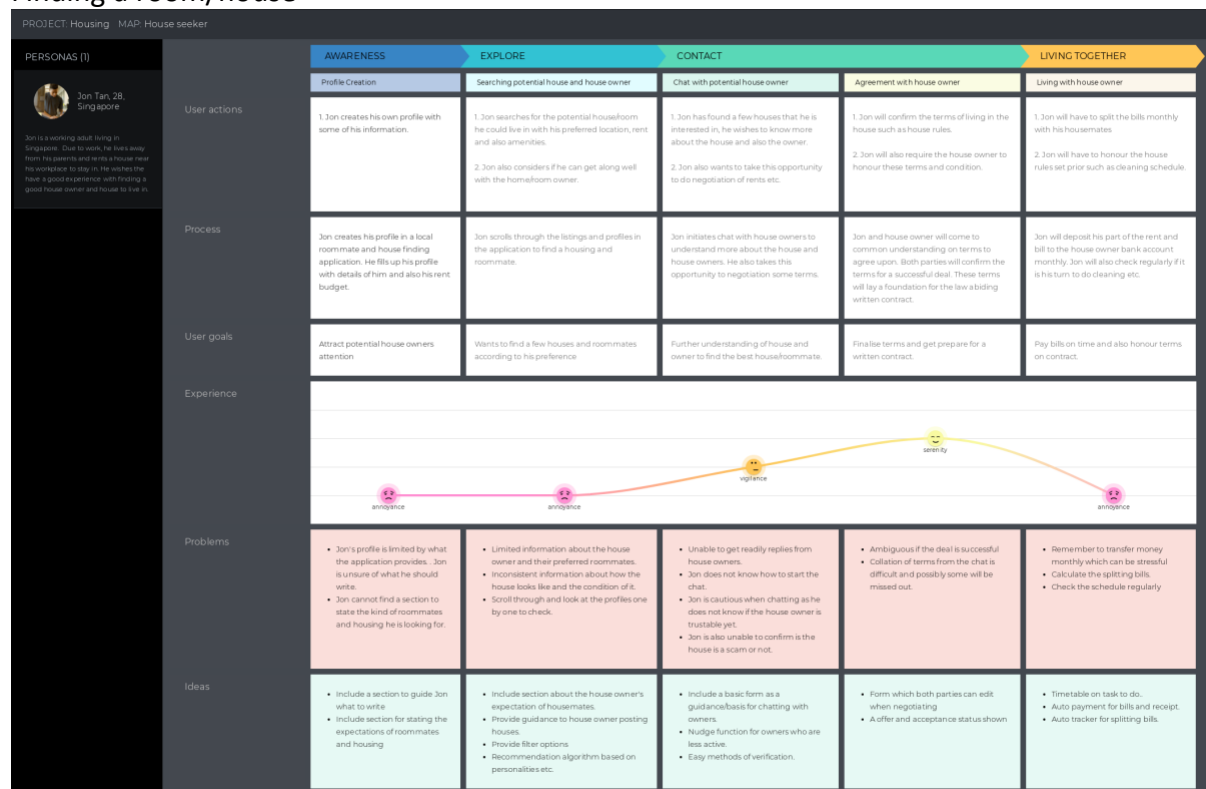 Finding a room/house
PROJECT: Housing MAP: House seeker
PERSONAS (1)
Jon Tan, 28,
Singapore
Jon is a working adult living in
Singapore. Due to work, he lives away
from his parents and rents a house near
his workplace to stay in. He wishes the
have a good experience with finding a
good house owner and house to live in.
AWARENESS
EXPLORE
CONTACT
LIVING TOGETHER
Profile Creation
Searching potential house and house owner
Chat with potential house owner
Agreement with house owner
Living with house owner
User actions
1. Jon creates his own profile with
some of his information.
1. Jon searches for the potential house/room
he could live in with his preferred location, rent
and also amenities.
2. Jon also considers if he can get along well
with the home/room owner.
1. Jon has found a few houses that he is
interested in, he wishes to know more
about the house and also the owner.
2. Jon also wants to take this opportunity
to do negotiation of rents etc.
1. Jon will confirm the terms of living in the
house such as house rules.
2. Jon will also require the house owner to
honour these terms and condition.
1. Jon will have to split the bills monthly
with his housemates
2. Jon will have to honour the house
rules set prior such as cleaning schedule.
Process
Jon creates his profile in a local
roommate and house finding
application. He fills up his profile
with details of him and also his rent
budget.
Jon scrolls through the listings and profiles in
the application to find a housing and
roommate.
Jon initiates chat with house owners to
understand more about the house and
house owners. He also takes this
opportunity to negotiation some terms.
Jon and house owner will come to
common understanding on terms to
agree upon. Both parties will confirm the
terms for a successful deal. These terms
will lay a foundation for the law abiding
written contract.
Jon will deposit his part of the rent and
bill to the house owner bank account
monthly. Jon will also check regularly if it
is his turn to do cleaning etc.
User goals
Attract potential house owners
attention
Wants to find a few houses and roommates
according to his preference
Further understanding of house and
owner to find the best house/roommate.
Finalise terms and get prepare for a
written contract.
Pay bills on time and also honour terms
on contract.
Experience
annoyance
annoyance
vigilance
serenity
annoyance
Problems
• Jon's profile is limited by what
the application provides. . Jon
is unsure of what he should
write.
• Jon cannot find a section to
state the kind of roommates
and housing he is looking for.
• Limited information about the house
owner and their preferred roommates.
• Inconsistent information about how the
house looks like and the condition of it.
• Scroll through and look at the profiles one
by one to check.
• Unable to get readily replies from
house owners.
• Jon does not know how to start the
chat.
• Jon is cautious when chatting as he
does not know if the house owner is
trustable yet.
• Jon is also unable to confirm is the
house is a scam or not.
• Ambiguous if the deal is successful
• Collation of terms from the chat is
difficult and possibly some will be
missed out.
• Remember to transfer money
monthly which can be stressful
• Calculate the splitting bills.
• Check the schedule regularly
Ideas
• Include a section to guide Jon
what to write
• Include section for stating the
expectations of roommates
and housing
• Include section about the house owner's
expectation of housemates.
• Provide guidance to house owner posting
houses.
• Provide filter options.
• Recommendation algorithm based on
personalities etc.
• Include a basic form as a
guidance/basis for chatting with
owners.
• Nudge function for owners who are
less active.
• Easy methods of verification.
• Form which both parties can edit
when negotiating
• A offer and acceptance status shown
• Timetable on task to do..
• Auto payment for bills and receipt.
• Auto tracker for splitting bills.